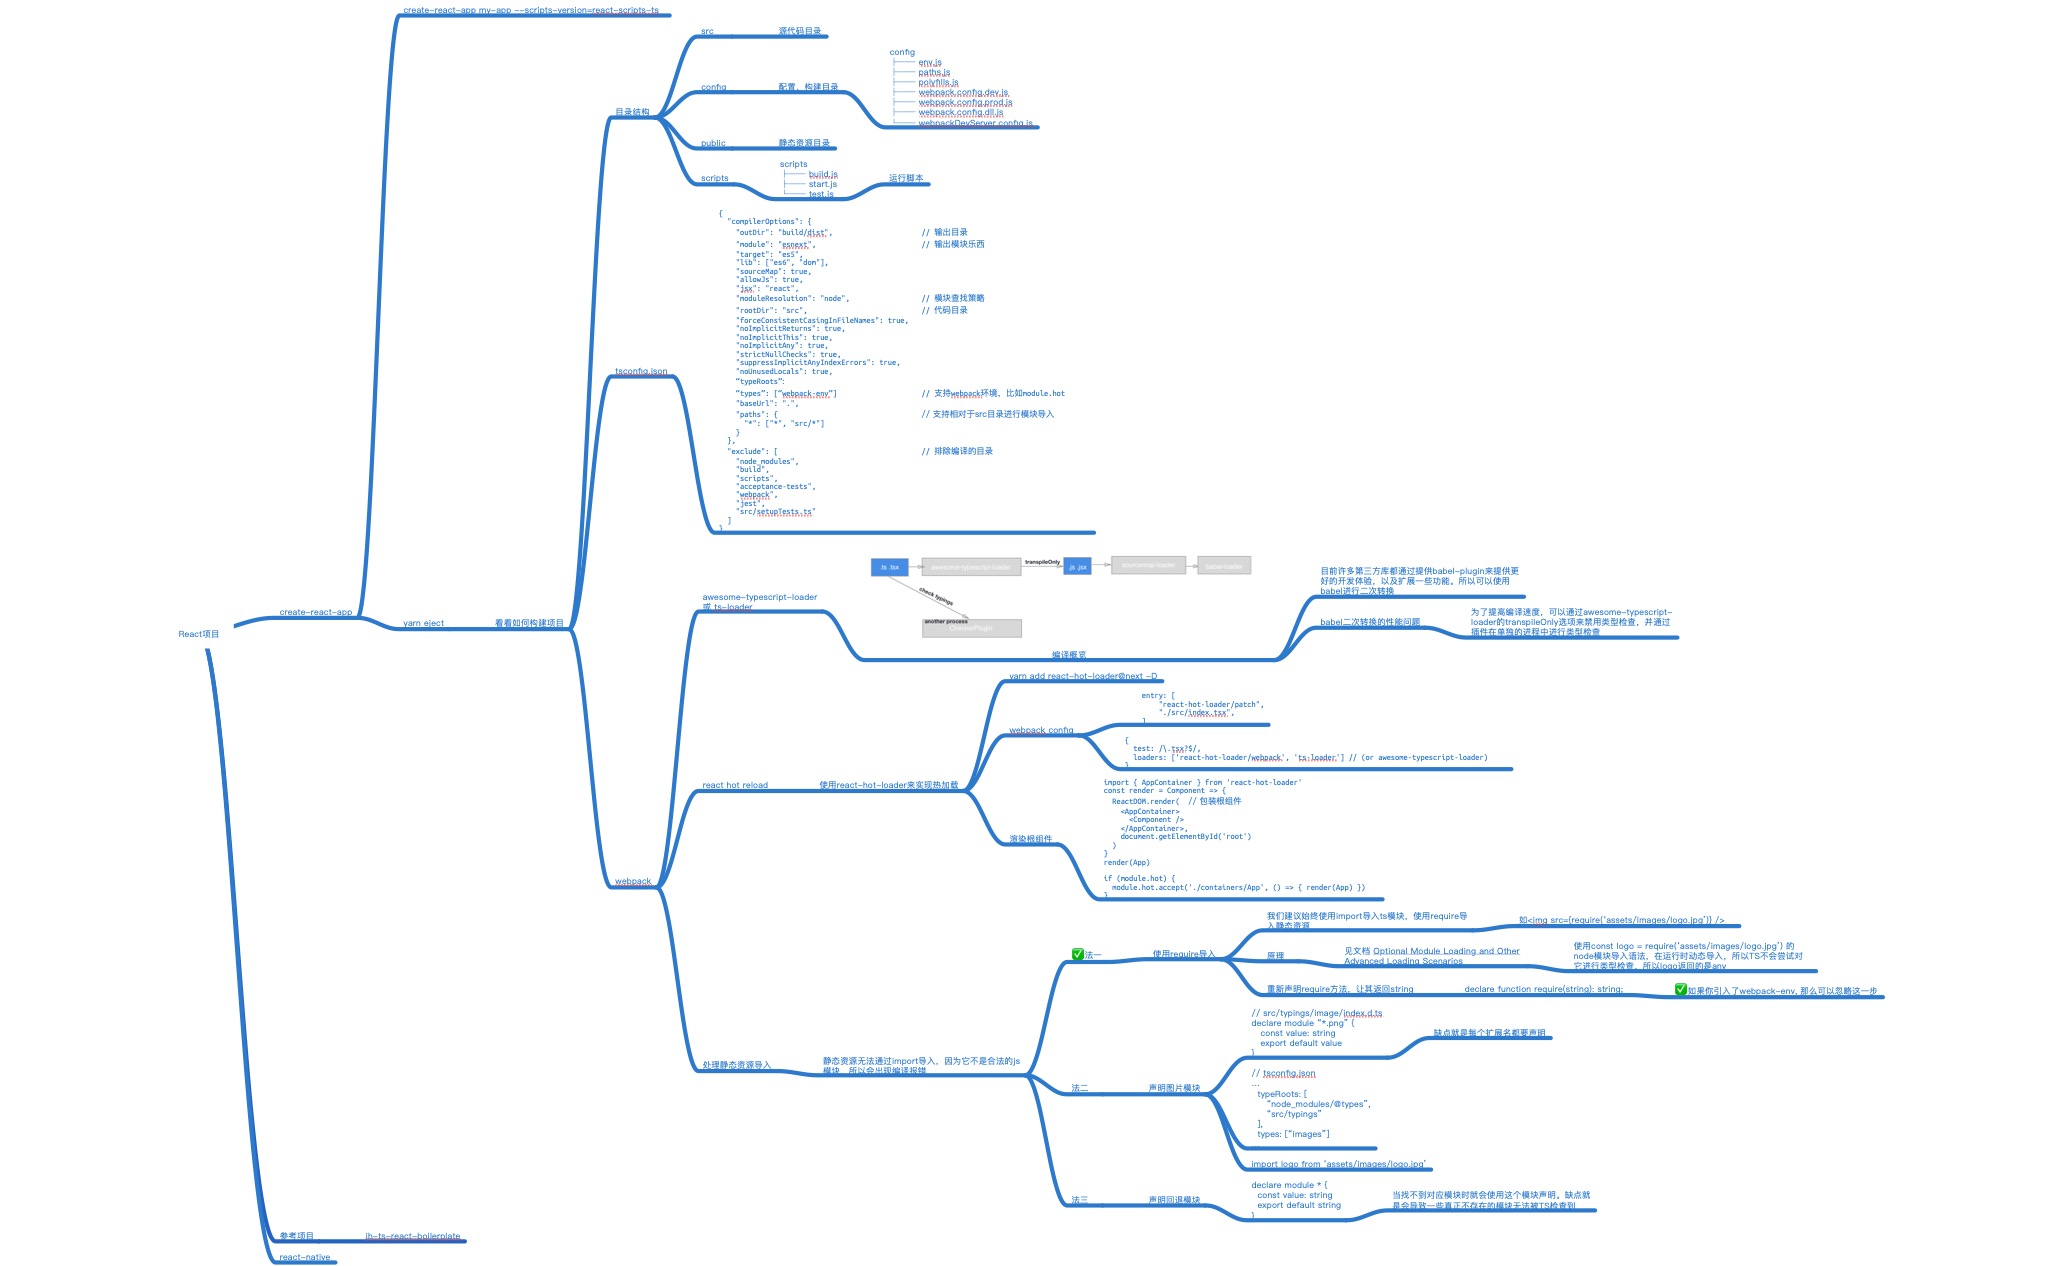 React项目
create-react-app
create-react-app my-app --scripts-version=react-scripts-ts
yarn eject
看看如何构建项目
目录结构
src
源代码目录
config
配置，构建目录
config
├── env.js
├── paths.js
├── polyfills.js
├── webpack.config.dev.js
├── webpack.config.prod.js
├── webpack.config.dll.js
└── webpackDevServer.config.js
public
静态资源目录
scripts
scripts
├── build.js
├── start.js
└── test.js
运行脚本
tsconfig.json
{
"compilerOptions": {
"outDir": "build/dist", // 输出目录
"module": "esnext", // 输出模块乐西
"target": "es5",
"lib": ["es6", "dom"],
"sourceMap": true,
"allowJs": true,
"jsx": "react",
"moduleResolution": "node", // 模块查找策略
"rootDir": "src", // 代码目录
"forceConsistentCasingInFileNames": true,
"noImplicitReturns": true,
"noImplicitThis": true,
"noImplicitAny": true,
"strictNullChecks": true,
"suppressImplicitAnyIndexErrors": true,
"noUnusedLocals": true,
“typeRoots”:
“types”: [“webpack-env”] // 支持webpack环境，比如module.hot
"baseUrl": ".",
"paths": { // 支持相对于src目录进行模块导入
"*": ["*", "src/*"]
}
},
"exclude": [ // 排除编译的目录
"node_modules",
"build",
"scripts",
"acceptance-tests",
"webpack",
"jest",
"src/setupTests.ts"
]
}
webpack
awesome-typescript-loader
或 ts-loader
.ts .tsx
awesome-typescript-loader
transpileOnly
.js .jsx
sourcemap-loader
babel-loader
check typings
another process
CheckerPlugin
编译概览
目前许多第三方库都通过提供babel-plugin来提供更
好的开发体验，以及扩展一些功能。所以可以使用
babel进行二次转换
babel二次转换的性能问题
为了提高编译速度，可以通过awesome-typescript-
loader的transpileOnly选项来禁用类型检查，并通过
插件在单独的进程中进行类型检查
react hot reload
使用react-hot-loader来实现热加载
yarn add react-hot-loader@next -D
webpack config
entry: [
"react-hot-loader/patch",
"./src/index.tsx",
]
{
test: /\.tsx?$/,
loaders: ['react-hot-loader/webpack', 'ts-loader'] // (or awesome-typescript-loader)
}
渲染根组件
import { AppContainer } from 'react-hot-loader'
const render = Component => {
ReactDOM.render( // 包装根组件
<AppContainer>
<Component />
</AppContainer>,
document.getElementById('root')
)
}
render(App)
if (module.hot) {
module.hot.accept('./containers/App', () => { render(App) })
}
处理静态资源导入
静态资源无法通过import导入，因为它不是合法的js
模块，所以会出现编译报错
✅法一
使用require导入
我们建议始终使用import导入ts模块，使用require导
入静态资源
如<img src={require(‘assets/images/logo.jpg’)} />
原理
见文档 Optional Module Loading and Other
Advanced Loading Scenarios
使用const logo = require(‘assets/images/logo.jpg’) 的
node模块导入语法，在运行时动态导入，所以TS不会尝试对
它进行类型检查，所以logo返回的是any
重新声明require方法，让其返回string
declare function require(string): string;
✅如果你引入了webpack-env, 那么可以忽略这一步
法二
声明图片模块
// src/typings/image/index.d.ts
declare module “*.png” {
const value: string
export default value
}
缺点就是每个扩展名都要声明
// tsconfig.json
…
typeRoots: [
“node_modules/@types”,
“src/typings”
],
types: [“images”]
import logo from ‘assets/images/logo.jpg’
法三
声明回退模块
declare module * {
const value: string
export default string
}
当找不到对应模块时就会使用这个模块声明。缺点就
是会导致一些真正不存在的模块无法被TS检查到
参考项目
jh-ts-react-boilerplate
react-native